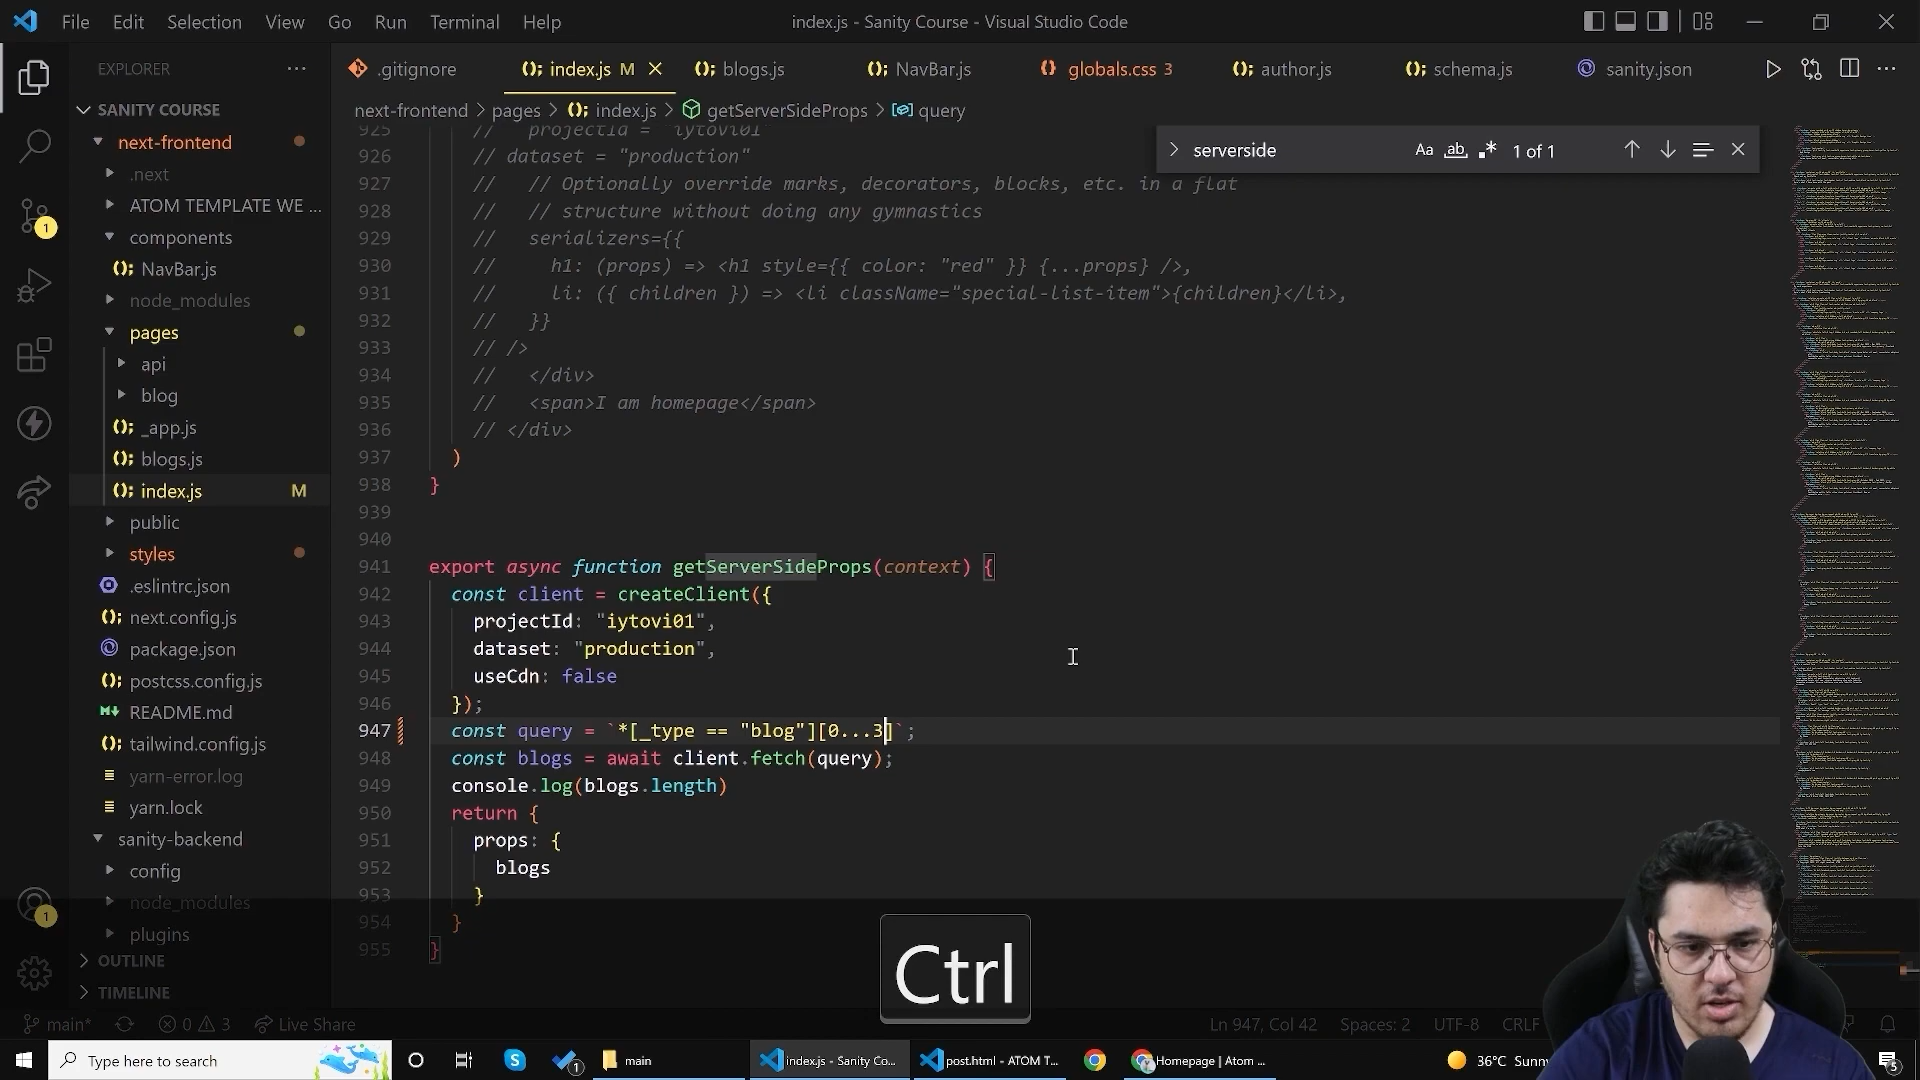 File Edit Selection View Go Run Terminal Help
index.js - Sanity Course - Visual Studio Code
EXPLORER
.gitignore
index.js M
blogs.js
NavBar.js
globals.css 3
author.js
schema.js
sanity.json
next-frontend > pages > index.js > getServerSideProps > query
serverside
Aa ab 1 of 1
SANITY COURSE
next-frontend
.next
ATOM TEMPLATE WE ...
components
NavBar.js
node_modules
pages
api
blog
_app.js
blogs.js
index.js M
public
styles
.eslintrc.json
next.config.js
package.json
postcss.config.js
README.md
tailwind.config.js
yarn-error.log
yarn.lock
sanity-backend
config
node_modules
plugins
OUTLINE
TIMELINE
925 // projectId = "iytovi01"
926 // dataset = "production"
927 // // Optionally override marks, decorators, blocks, etc. in a flat
928 // // structure without doing any gymnastics
929 // serializers={{
930 // h1: (props) => <h1 style={{ color: "red" }} {...props} />,
931 // li: ({ children }) => <li className="special-list-item">{children}</li>,
932 // }}
933 // />
934 // </div>
935 // <span>I am homepage</span>
936 // </div>
937 )
938 }
939
940
941 export async function getServerSideProps(context) {
942 const client = createClient({
943 projectId: "iytovi01",
944 dataset: "production",
945 useCdn: false
946 });
947 const query = `*[_type == "blog"][0...3]`;
948 const blogs = await client.fetch(query);
949 console.log(blogs.length)
950 return {
951 props: {
952 blogs
953 }
954 }
955 }
Ctrl
main* 0 3 Live Share
Ln 947, Col 42 Spaces: 2 UTF-8 CRLF
Type here to search
main
index.js - Sanity Co...
post.html - ATOM T...
Homepage | Atom ...
36°C Sunny